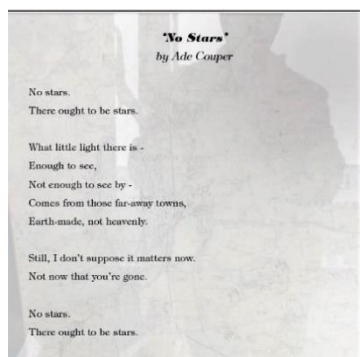 "No Stars"
by Ade Couper
No stars.
There ought to be stars.
What little light there is -
Enough to see,
Not enough to see by -
Comes from those far-away towns,
Earth-made, not heavenly.
Still, I don't suppose it matters now.
Not now that you're gone.
No stars.
There ought to be stars.